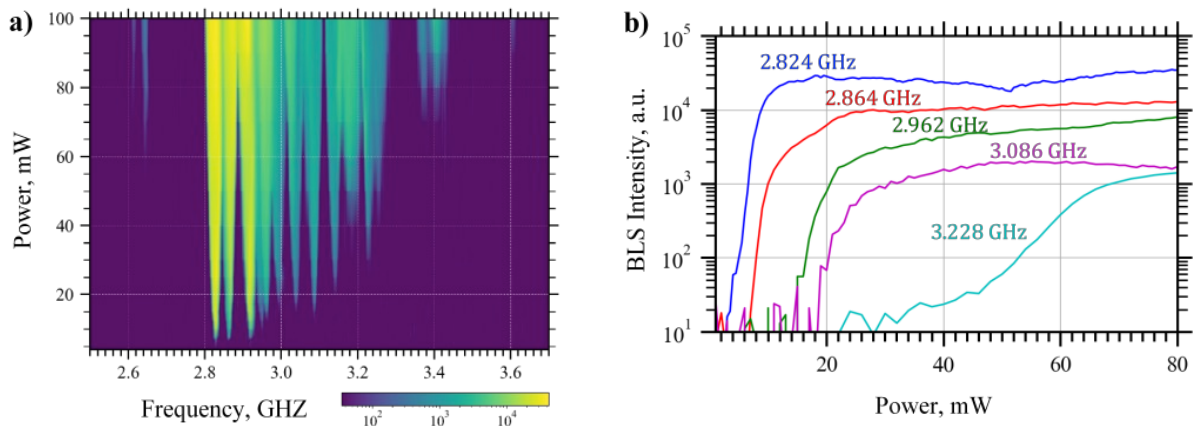 a)
100
80
60
40
20
Power, mW
2.6 2.8 3.0 3.2 3.4 3.6
Frequency, GHZ
10² 10³ 10⁴
b)
10⁵
10⁴
10³
10²
10¹
BLS Intensity, a.u.
2.824 GHz
2.864 GHz
2.962 GHz
3.086 GHz
3.228 GHz
20 40 60 80
Power, mW